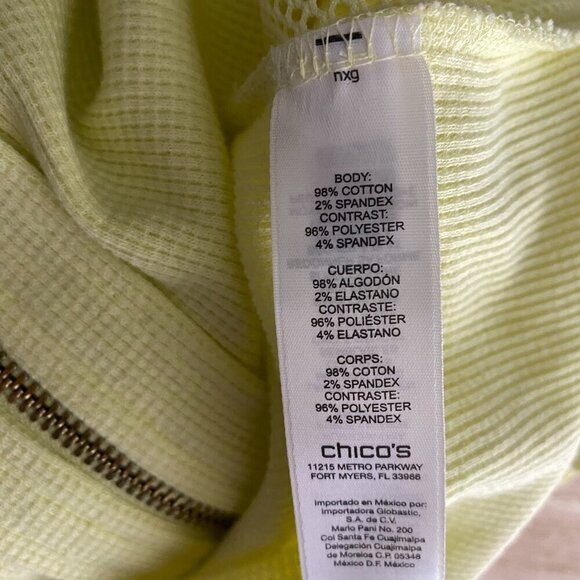 nxg
BODY:
98% COTTON
2% SPANDEX
CONTRAST:
96% POLYESTER
4% SPANDEX
CUERPO:
98% ALGODÓN
2% ELASTANO
CONTRASTE:
96% POLIÉSTER
4% ELASTANO
CORPS:
98% COTON
2% SPANDEX
CONTRASTE:
96% POLYESTER
4% SPANDEX
chico's
11215 METRO PARKWAY
FORT MYERS, FL 33966
Importado en México por:
Importadora Globastic,
S.A. de C.V.
Mario Pani No. 200
Col Santa Fe Cuajimalpa
Delegación Cuajimalpa
de Morelos C.P. 05348
México D.F. México